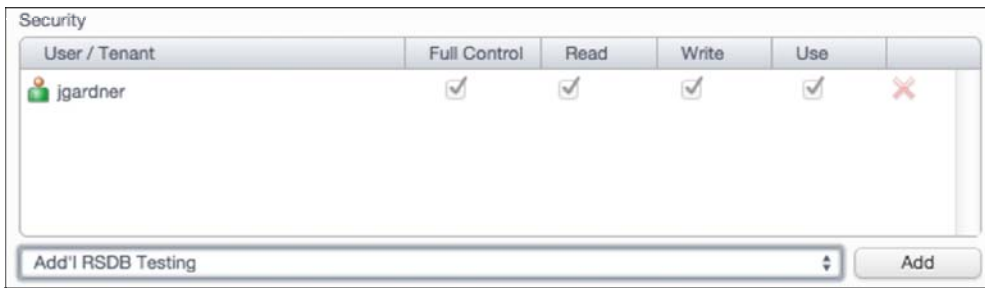 Security
User / Tenant Full Control Read Write Use
jgardner
Add'l RSDB Testing Add